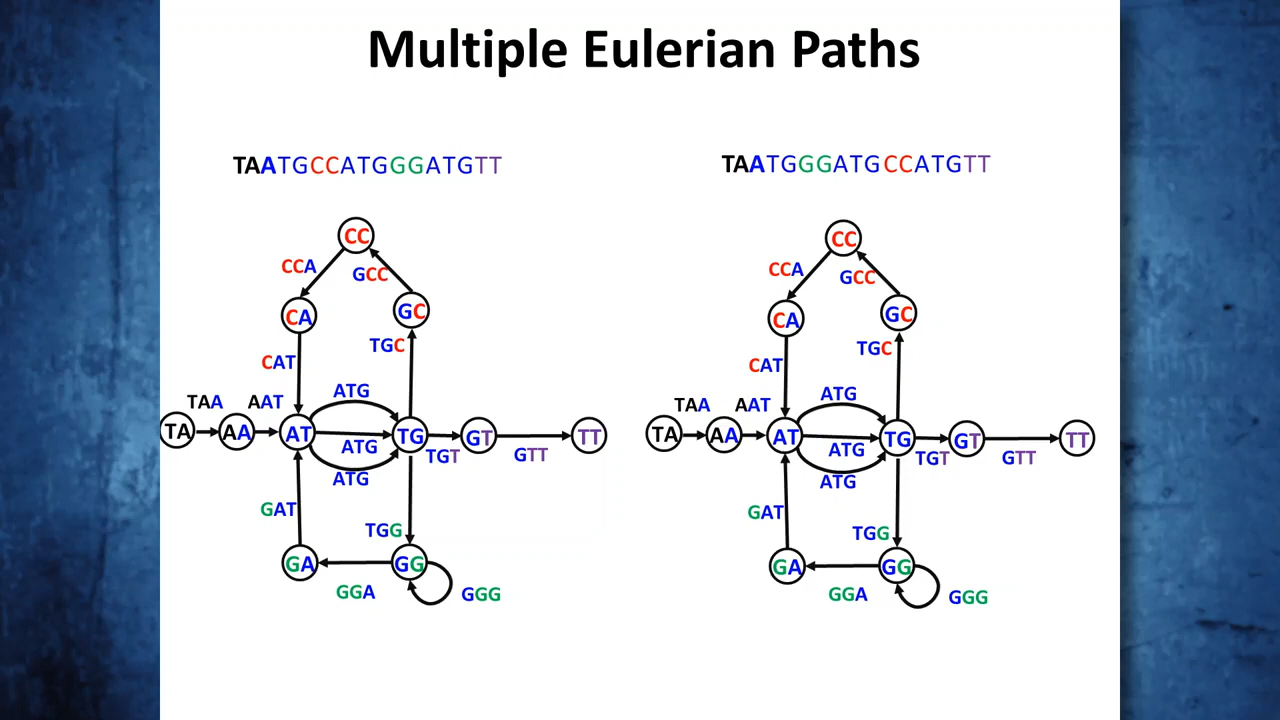 Multiple Eulerian Paths
TAATGCCATGGGATGTT
TAATGGGATGCCATGTT
CC
CCA
GCC
CA
GC
TGC
CAT
ATG
TAA
AAT
TA
AA
AT
TG
GT
TT
ATG
TGT
GTT
ATG
GAT
TGG
GA
GG
GGA
GGG
CC
CCA
GCC
CA
GC
TGC
CAT
ATG
TAA
AAT
TA
AA
AT
TG
GT
TT
ATG
TGT
GTT
ATG
GAT
TGG
GA
GG
GGA
GGG